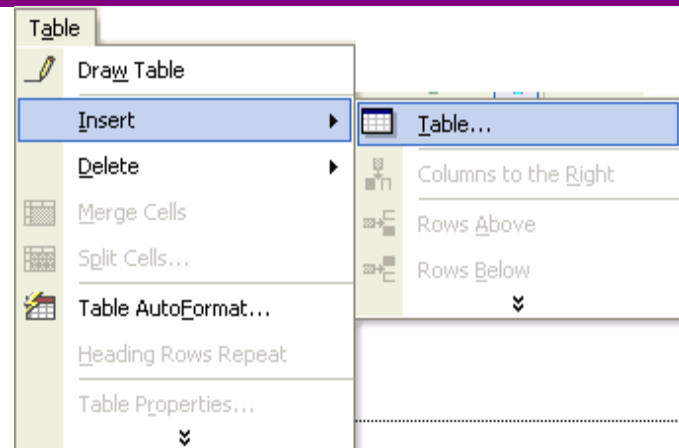 Table
Draw Table
Insert
Delete
Merge Cells
Split Cells...
Table AutoFormat...
Heading Rows Repeat
Table Properties...
Table...
Columns to the Right
Rows Above
Rows Below